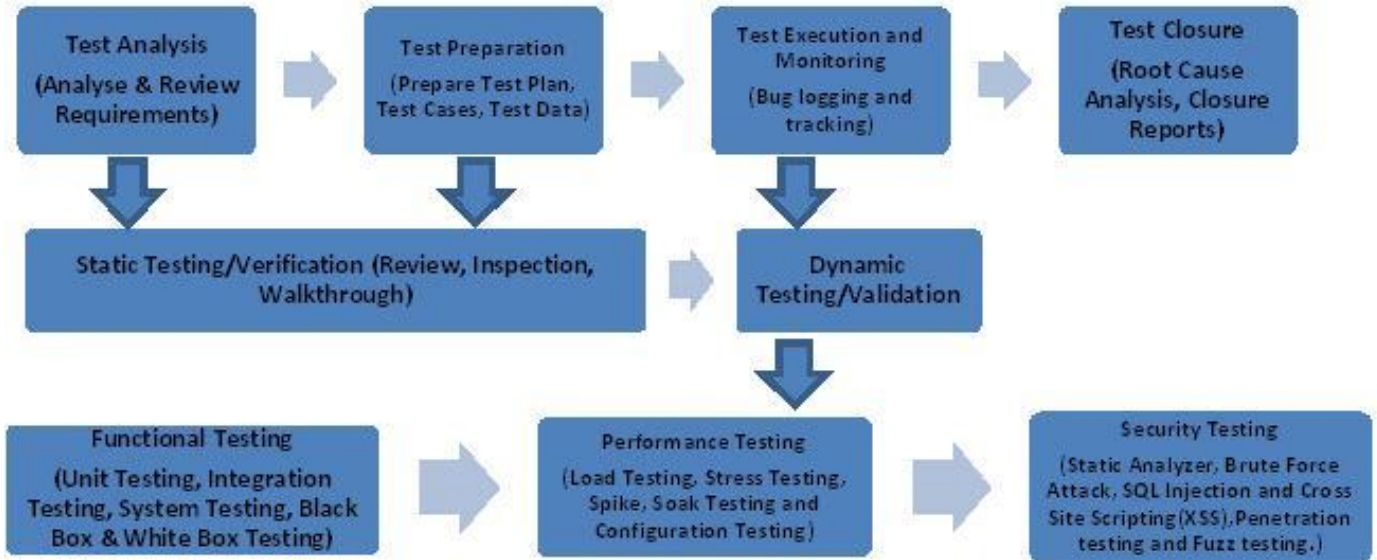 Test Analysis
(Analyse & Review
Requirements)
Test Preparation
(Prepare Test Plan,
Test Cases, Test Data)
Test Execution and
Monitoring
(Bug logging and
tracking)
Test Closure
(Root Cause
Analysis, Closure
Reports)
Static Testing/Verification (Review, Inspection,
Walkthrough)
Dynamic
Testing/Validation
Functional Testing
(Unit Testing, Integration
Testing, System Testing, Black
Box & White Box Testing)
Performance Testing
(Load Testing, Stress Testing,
Spike, Soak Testing and
Configuration Testing)
Security Testing
(Static Analyzer, Brute Force
Attack, SQL Injection and Cross
Site Scripting(XSS),Penetration
testing and Fuzz testing.)